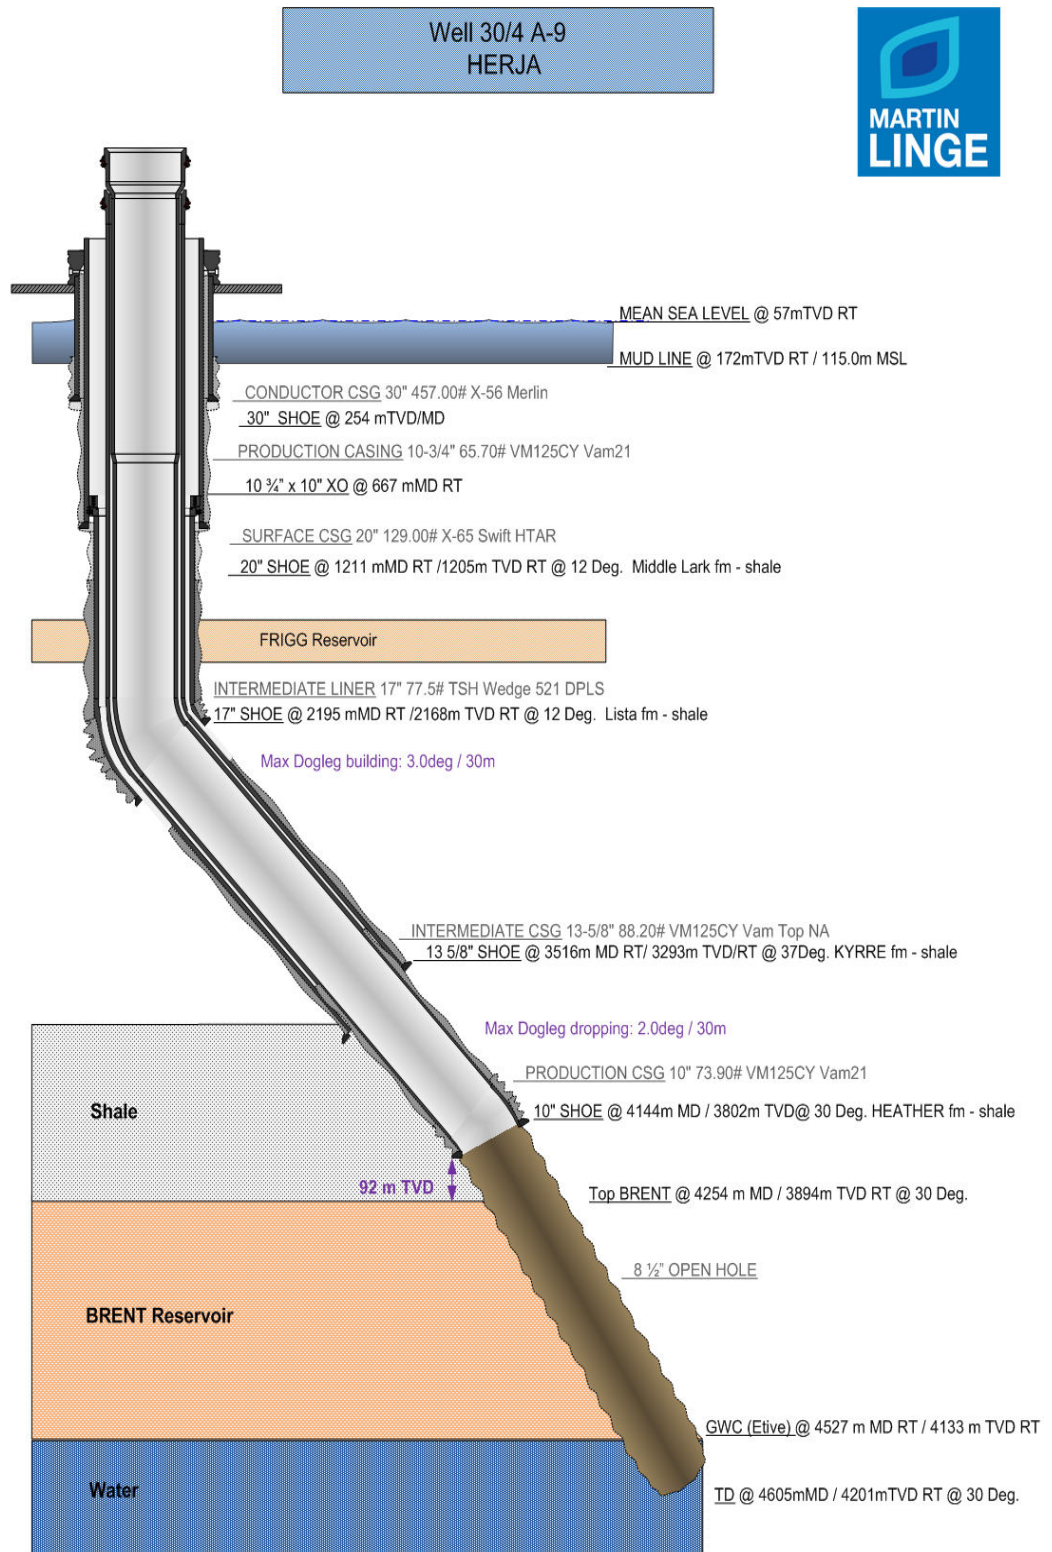 Well 30/4 A-9
HERJA
MARTIN
LINGE
MEAN SEA LEVEL @ 57mTVD RT
MUD LINE @ 172mTVD RT / 115.0m MSL
CONDUCTOR CSG 30" 457.00# X-56 Merlin
30" SHOE @ 254 mTVD/MD
PRODUCTION CASING 10-3/4" 65.70# VM125CY Vam21
10 ¾" x 10" XO @ 667 mMD RT
SURFACE CSG 20" 129.00# X-65 Swift HTAR
20" SHOE @ 1211 mMD RT /1205m TVD RT @ 12 Deg. Middle Lark fm - shale
FRIGG Reservoir
INTERMEDIATE LINER 17" 77.5# TSH Wedge 521 DPLS
17" SHOE @ 2195 mMD RT /2168m TVD RT @ 12 Deg. Lista fm - shale
Max Dogleg building: 3.0deg / 30m
INTERMEDIATE CSG 13-5/8" 88.20# VM125CY Vam Top NA
13 5/8" SHOE @ 3516m MD RT/ 3293m TVD/RT @ 37Deg. KYRRE fm - shale
Max Dogleg dropping: 2.0deg / 30m
PRODUCTION CSG 10" 73.90# VM125CY Vam21
Shale
10" SHOE @ 4144m MD / 3802m TVD@ 30 Deg. HEATHER fm - shale
92 m TVD
Top BRENT @ 4254 m MD / 3894m TVD RT @ 30 Deg.
8 ½" OPEN HOLE
BRENT Reservoir
GWC (Etive) @ 4527 m MD RT / 4133 m TVD RT
Water
TD @ 4605mMD / 4201mTVD RT @ 30 Deg.